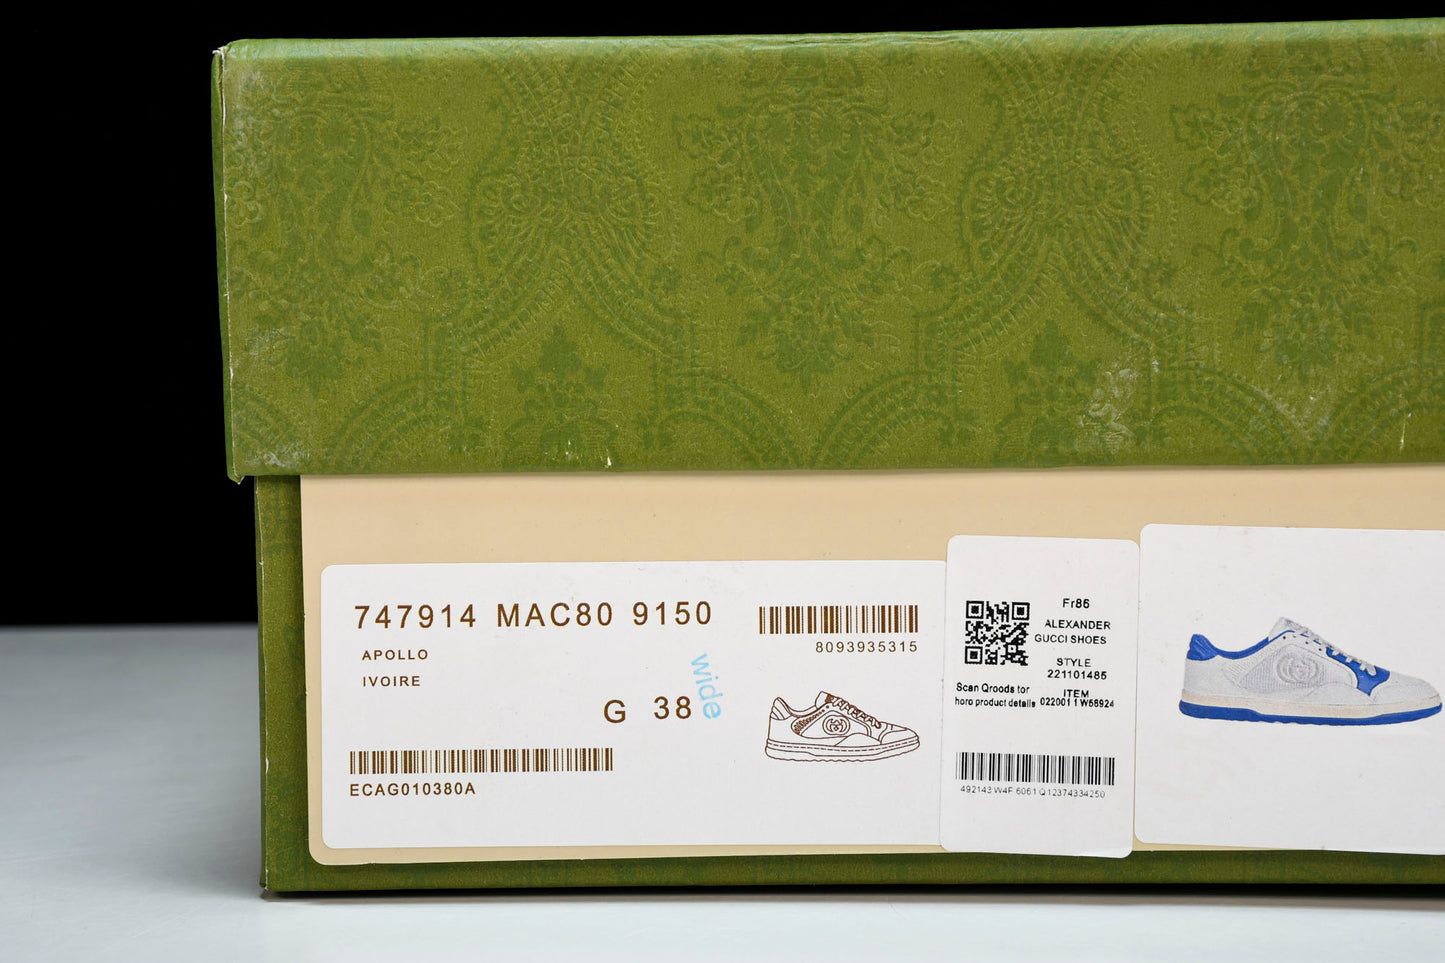 747914 MAC80 9150
APOLLO
IVOIRE
8093935315
G 38
wide
ECAG010380A
Fr86
ALEXANDER
GUCCI SHOES
STYLE
221101485
Scan Qroods tor
horo product details
ITEM
022001 1 W56924
492143 W4F 6061 Q 12374334250